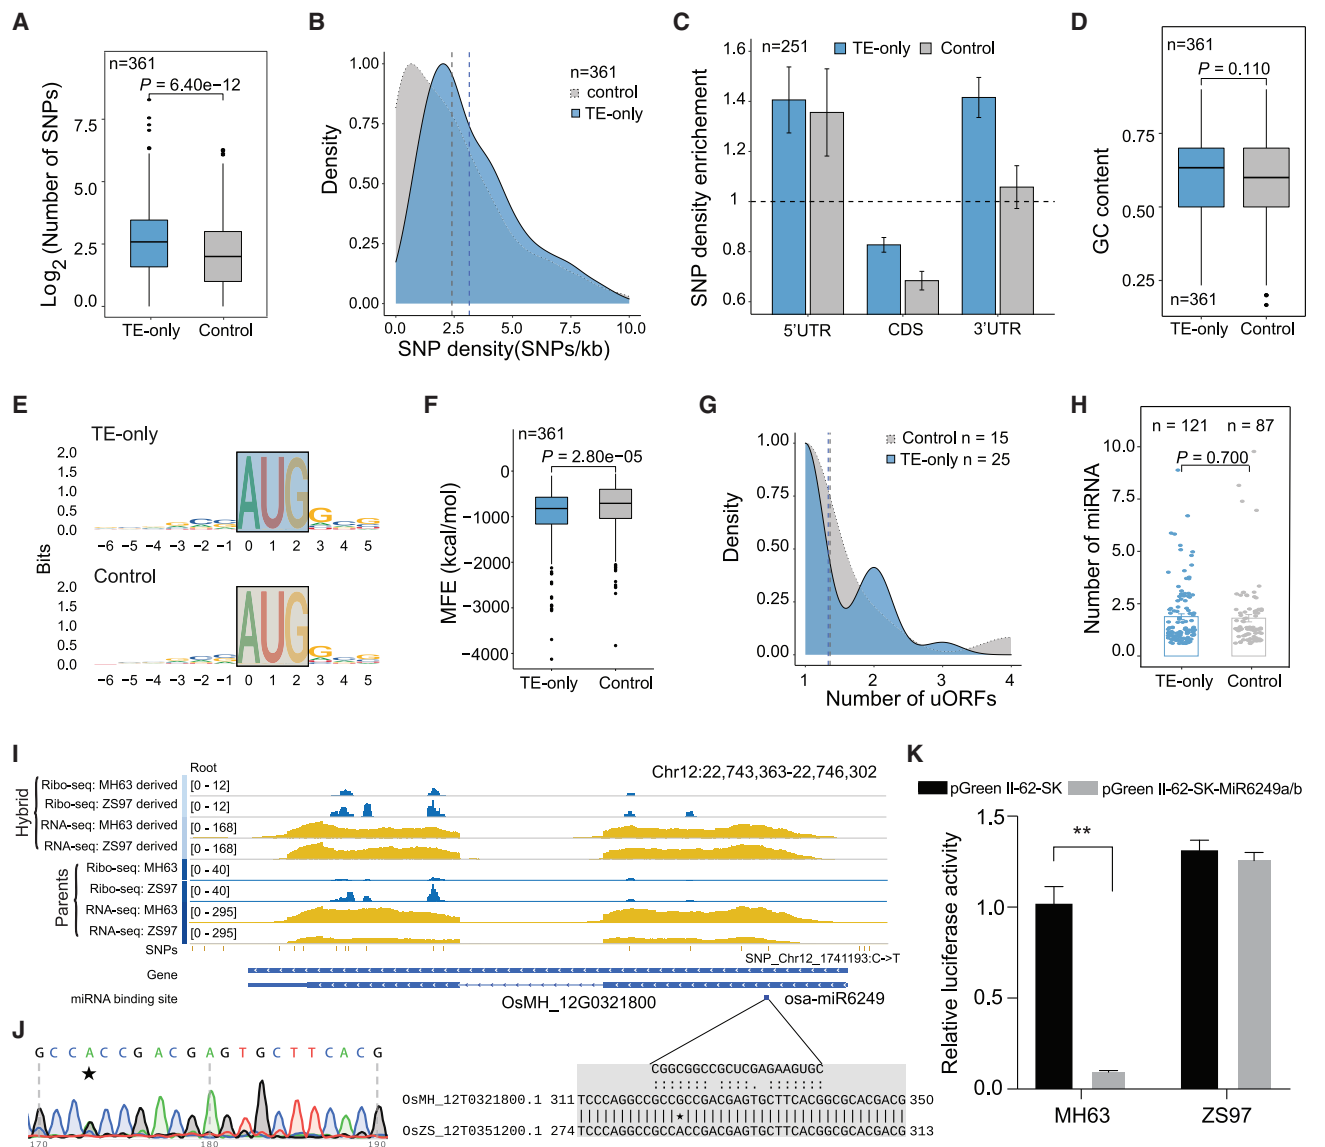 A
n=361
P = 6.40e−12
Log2 (Number of SNPs)
7.5
5.0
2.5
0.0
TE-only
Control
B
n=361
control
TE-only
Density
1.00
0.75
0.50
0.25
0.00
0.0
2.5
5.0
7.5
10.0
SNP density(SNPs/kb)
C
n=251
TE-only
Control
SNP density enrichement
1.6
1.4
1.2
1
0.8
0.6
5'UTR
CDS
3'UTR
D
n=361
P = 0.110
GC content
0.75
0.50
0.25
n=361
TE-only
Control
E
TE-only
2.0
1.5
1.0
0.5
0.0
AUG
G
−6 −5 −4 −3 −2 −1 0 1 2 3 4 5
Bits
Control
2.0
1.5
1.0
0.5
0.0
AUG
G
−6 −5 −4 −3 −2 −1 0 1 2 3 4 5
F
n=361
P = 2.80e−05
MFE (kcal/mol)
0
−1000
−2000
−3000
−4000
TE-only
Control
G
Control n = 15
TE-only n = 25
Density
1.00
0.75
0.50
0.25
0.00
1
2
3
4
Number of uORFs
H
n = 121
n = 87
P = 0.700
Number of miRNA
10.0
7.5
5.0
2.5
0.0
TE-only
Control
I
Root
Chr12:22,743,363-22,746,302
Hybrid
Ribo-seq: MH63 derived [0 - 12]
Ribo-seq: ZS97 derived [0 - 12]
RNA-seq: MH63 derived [0 - 168]
RNA-seq: ZS97 derived [0 - 168]
Parents
Ribo-seq: MH63 [0 - 40]
Ribo-seq: ZS97 [0 - 40]
RNA-seq: MH63 [0 - 295]
RNA-seq: ZS97 [0 - 295]
SNPs
SNP_Chr12_1741193:C->T
Gene
miRNA binding site
OsMH_12G0321800
osa-miR6249
J
G C C A C C G A C G A G T G C T T C A C G
170
180
190
CGGCGGCCGCUCGAGAAGUGC
OsMH_12T0321800.1 311 TCCCAGGCCGCCGCCGACGAGTGCTTCACGGCGCACGACG 350
OsZS_12T0351200.1 274 TCCCAGGCCGCCACCGACGAGTGCTTCACGGCGCACGACG 313
K
pGreen II-62-SK
pGreen II-62-SK-MiR6249a/b
**
Relative luciferase activity
1.5
1.0
0.5
0.0
MH63
ZS97